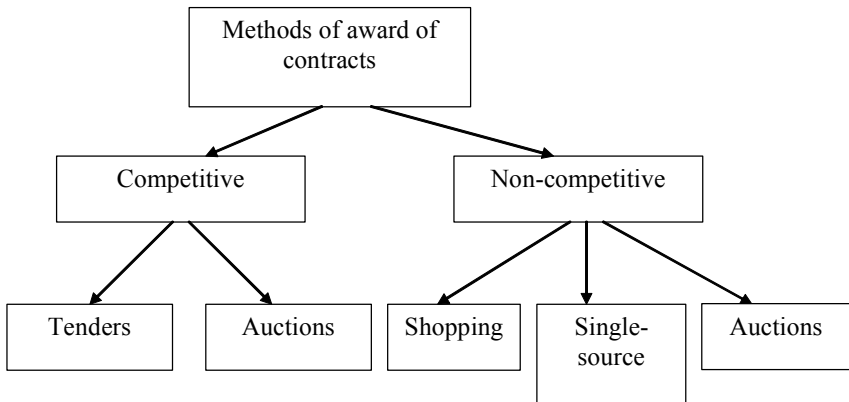 Methods of award of
contracts
Competitive
Non-competitive
Tenders
Auctions
Shopping
Single-
source
Auctions